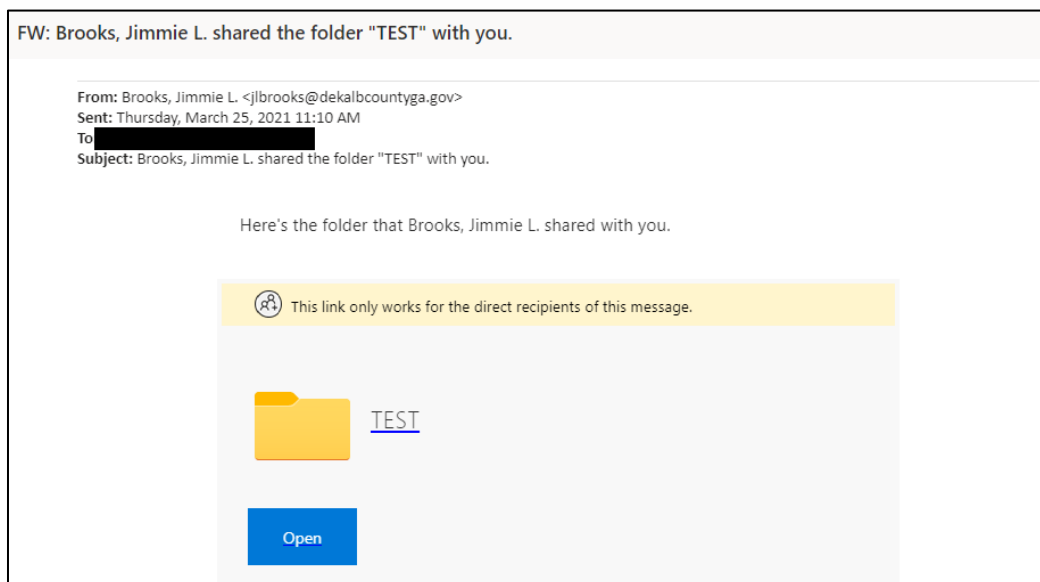 FW: Brooks, Jimmie L. shared the folder "TEST" with you.
From: Brooks, Jimmie L. <jlbrooks@dekalbcountyga.gov>
Sent: Thursday, March 25, 2021 11:10 AM
To
Subject: Brooks, Jimmie L. shared the folder "TEST" with you.
Here's the folder that Brooks, Jimmie L. shared with you.
This link only works for the direct recipients of this message.
TEST
Open